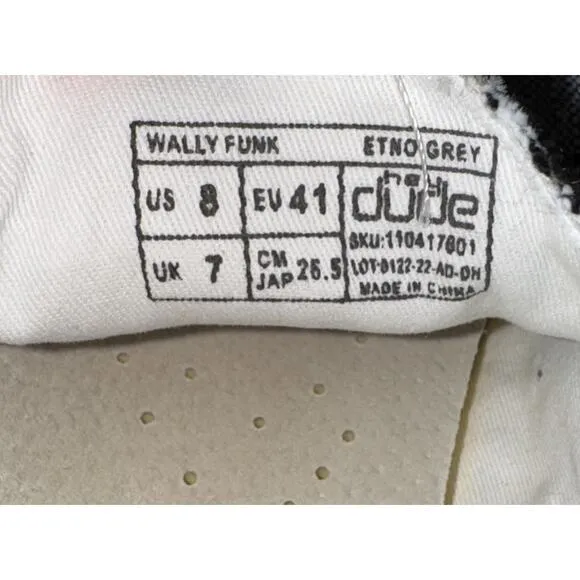 WALLY FUNK ETNO GREY
US 8 EU 41 hey dude
SKU:110417601
UK 7 CM JAP 26.5 LOT:0122-22-AD-DH
MADE IN CHINA